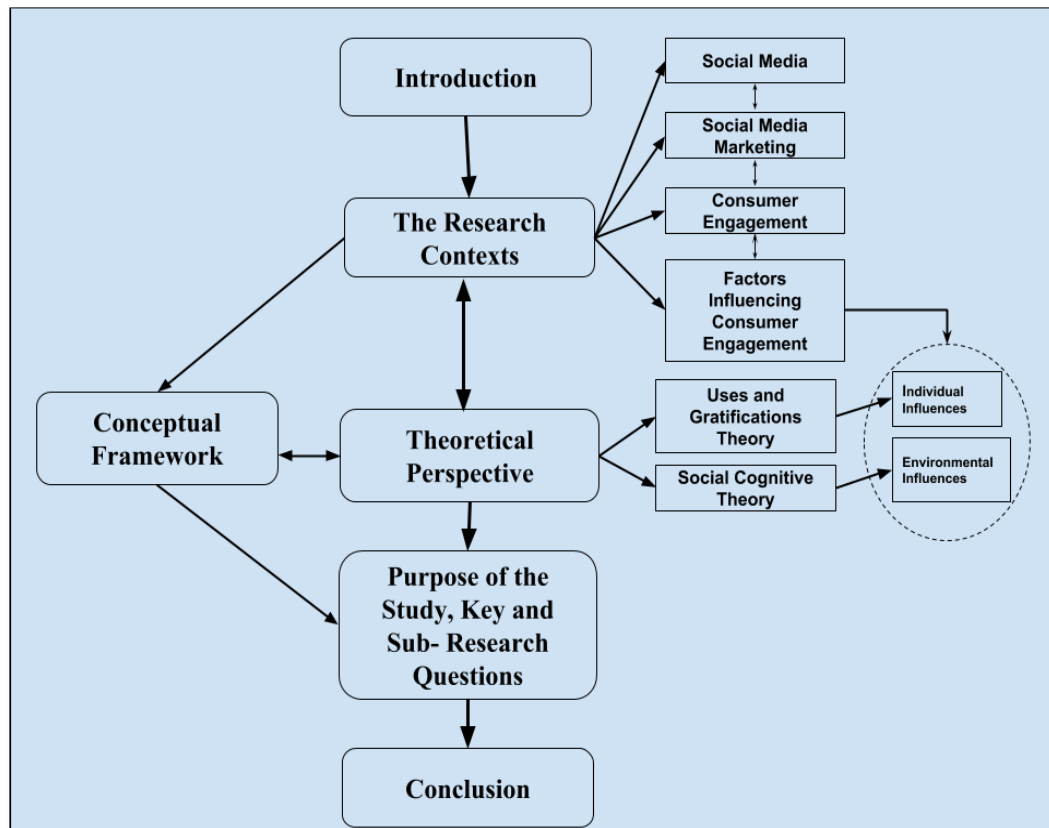 Introduction
Social Media
Social Media
Marketing
The Research
Contexts
Consumer
Engagement
Factors
Influencing
Consumer
Engagement
Conceptual
Framework
Theoretical
Perspective
Uses and
Gratifications
Theory
Individual
Influences
Social Cognitive
Theory
Environmental
Influences
Purpose of the
Study, Key and
Sub- Research
Questions
Conclusion